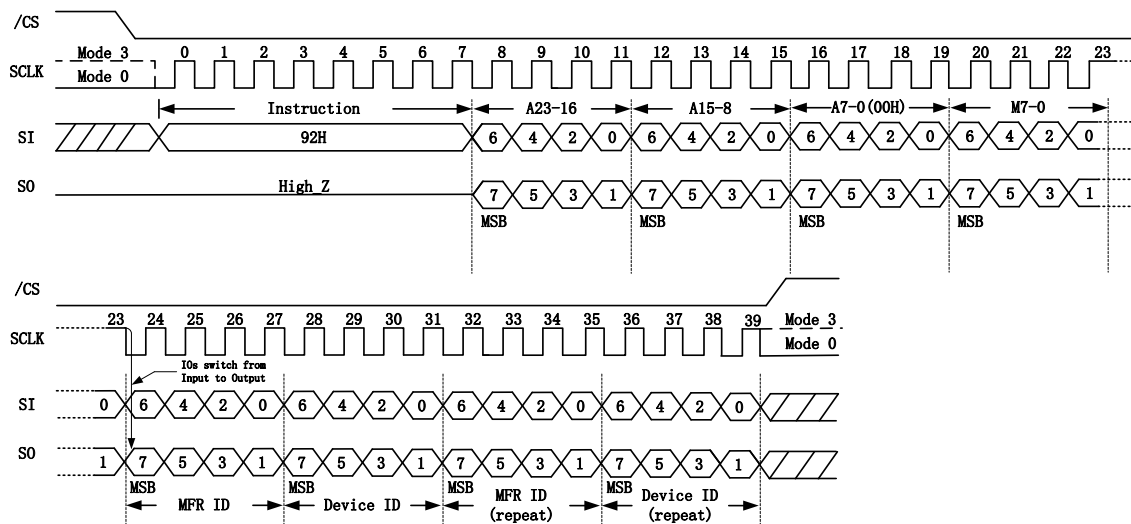 /CS
Mode 3 0 1 2 3 4 5 6 7 8 9 10 11 12 13 14 15 16 17 18 19 20 21 22 23
SCLK
Mode 0
Instruction A23-16 A15-8 A7-0(00H) M7-0
SI 92H 6 4 2 0 6 4 2 0 6 4 2 0 6 4 2 0
SO High_Z 7 5 3 1 7 5 3 1 7 5 3 1 7 5 3 1
MSB MSB MSB MSB
/CS
23 24 25 26 27 28 29 30 31 32 33 34 35 36 37 38 39 Mode 3
SCLK
Mode 0
IOs switch from
Input to Output
SI 0 6 4 2 0 6 4 2 0 6 4 2 0 6 4 2 0
SO 1 7 5 3 1 7 5 3 1 7 5 3 1 7 5 3 1
MSB MSB MSB MSB
MFR ID Device ID MFR ID
(repeat) Device ID
(repeat)